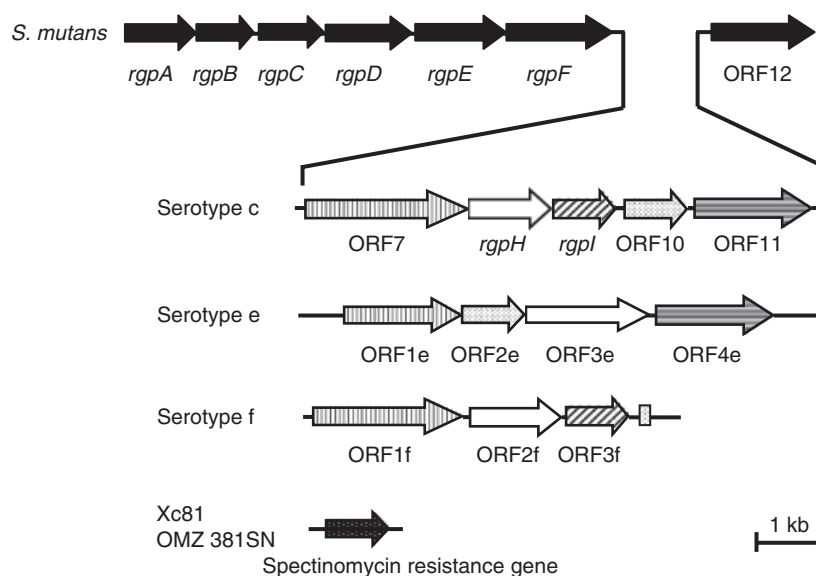 S. mutans
rgpA rgpB rgpC rgpD rgpE rgpF ORF12
Serotype c
ORF7 rgpH rgpI ORF10 ORF11
Serotype e
ORF1e ORF2e ORF3e ORF4e
Serotype f
ORF1f ORF2f ORF3f
Xc81
OMZ 381SN
1 kb
Spectinomycin resistance gene